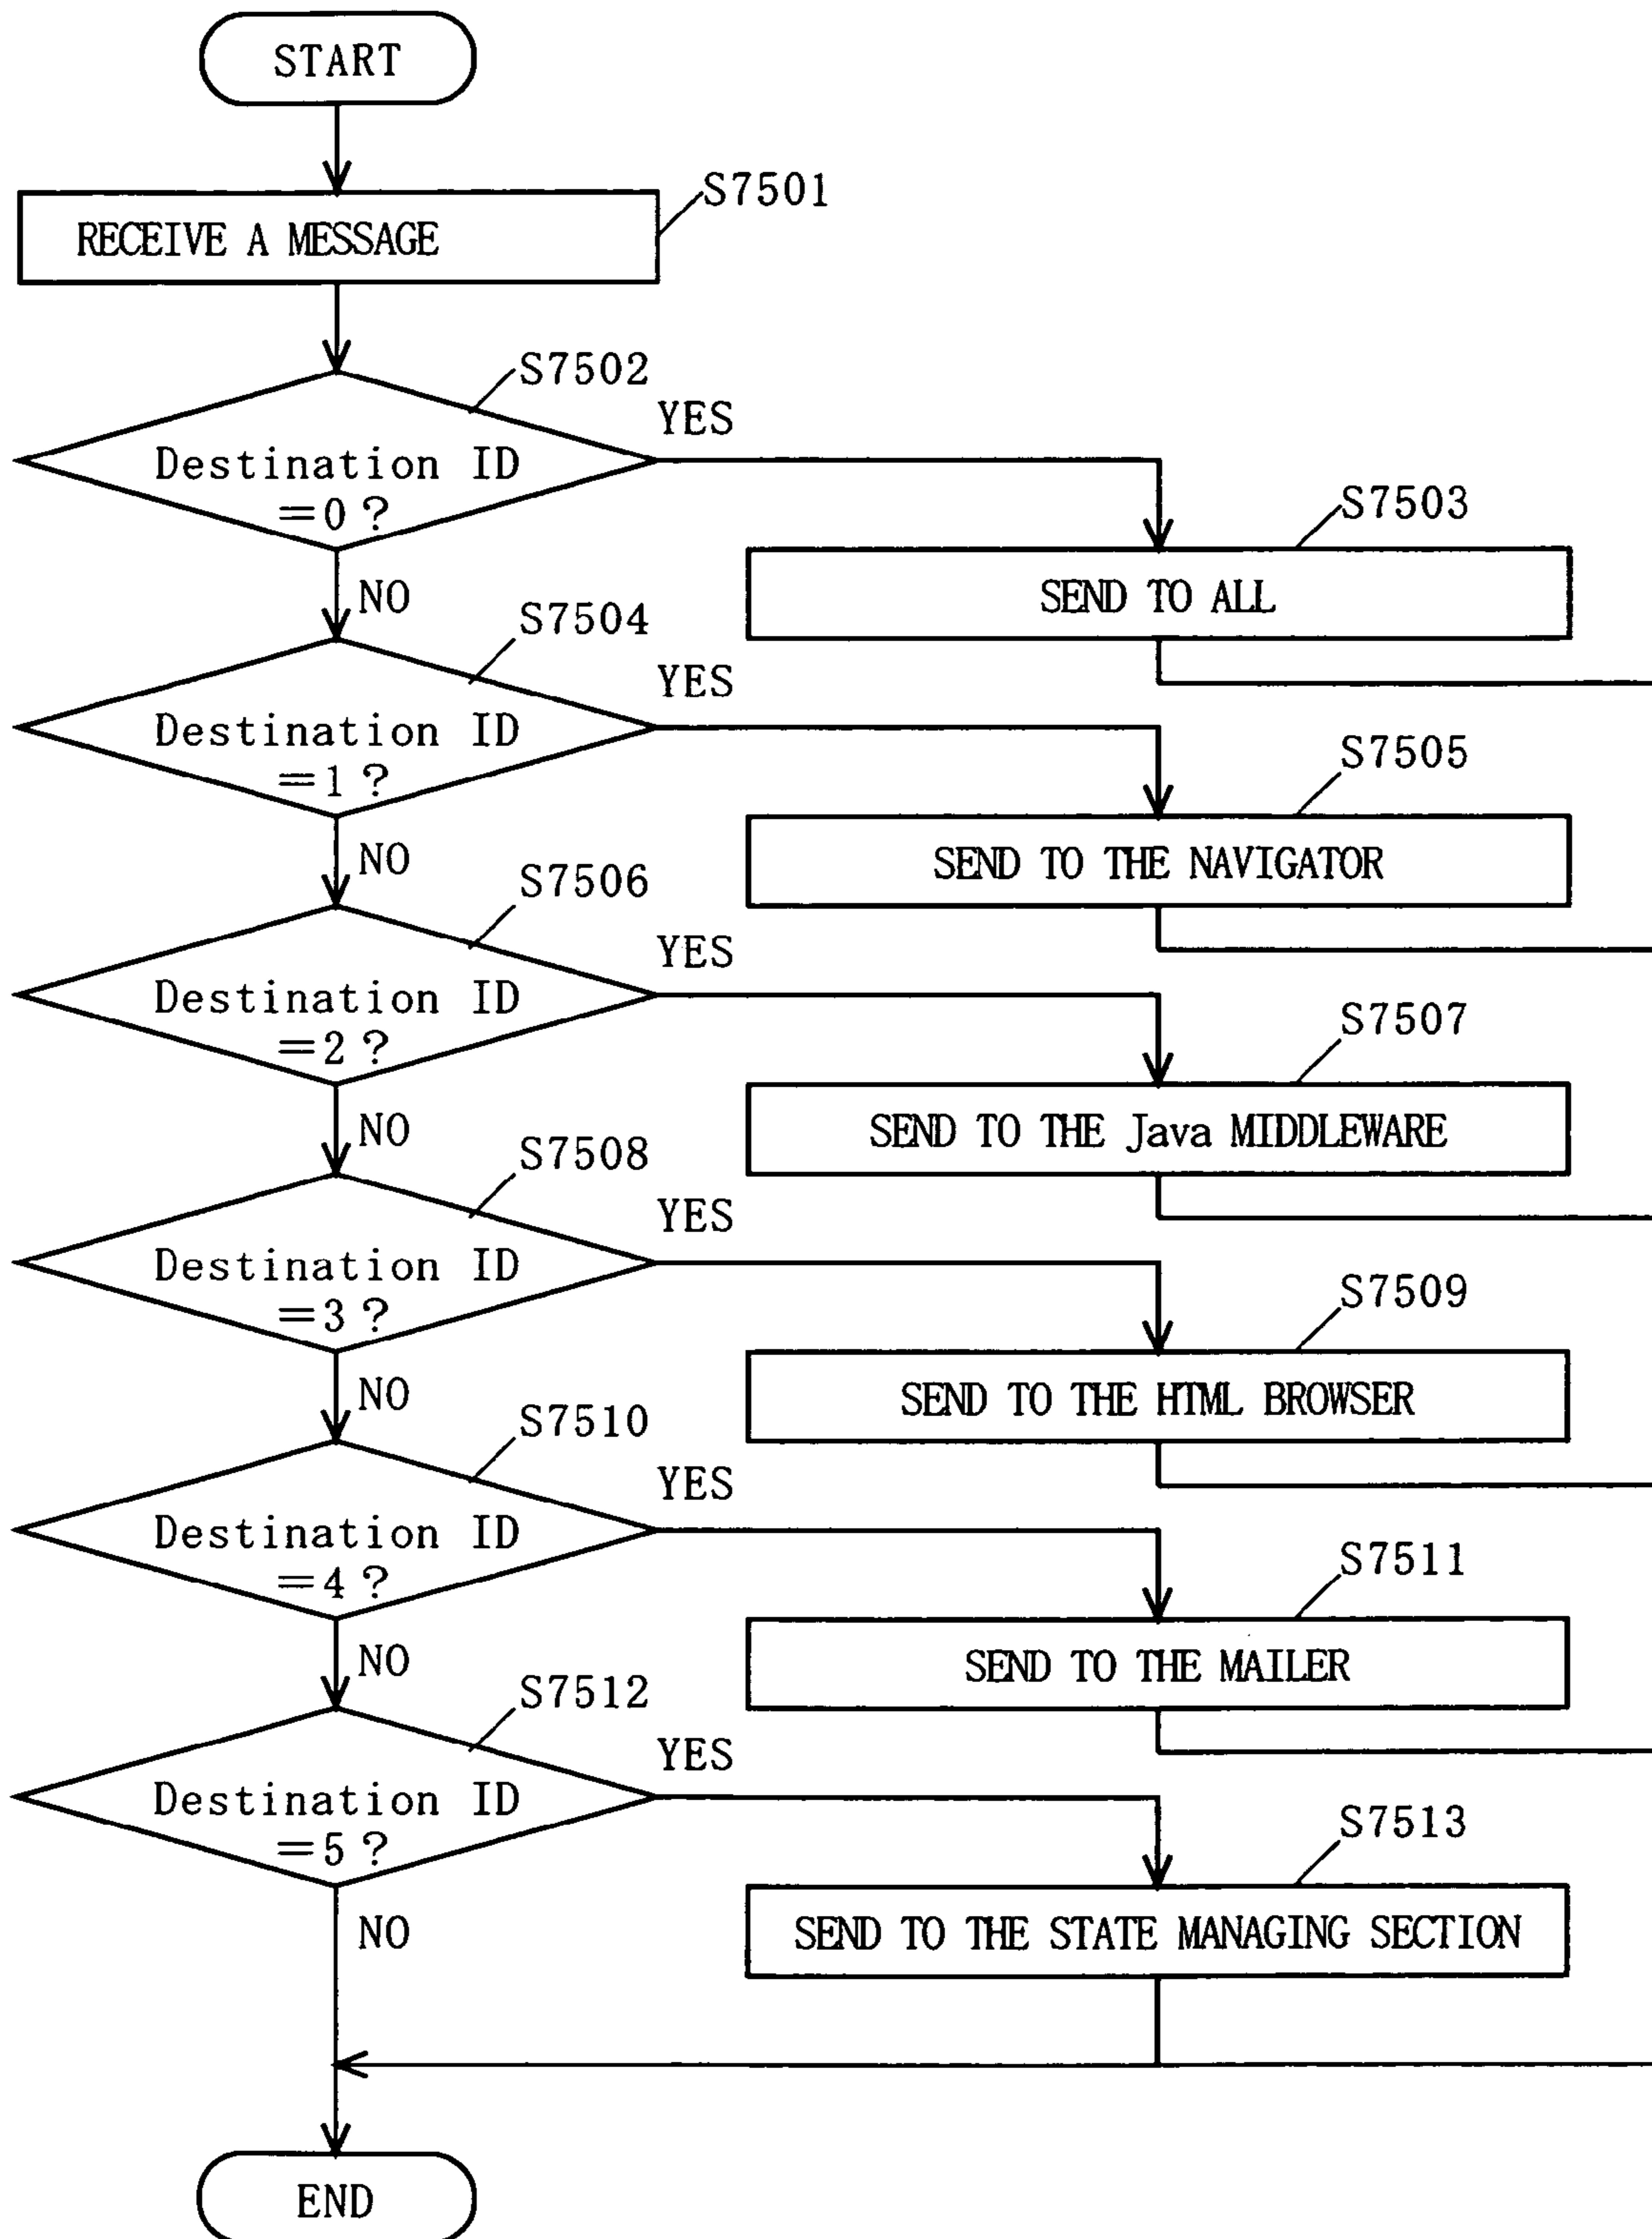 START
S7501
RECEIVE A MESSAGE
S7502
YES
Destination ID
=0?
S7503
SEND TO ALL
NO
S7504
YES
Destination ID
=1?
S7505
SEND TO THE NAVIGATOR
NO
S7506
YES
Destination ID
=2?
S7507
SEND TO THE Java MIDDLEWARE
NO
S7508
YES
Destination ID
=3?
S7509
SEND TO THE HTML BROWSER
NO
S7510
YES
Destination ID
=4?
S7511
SEND TO THE MAILER
NO
S7512
YES
Destination ID
=5?
S7513
SEND TO THE STATE MANAGING SECTION
NO
END